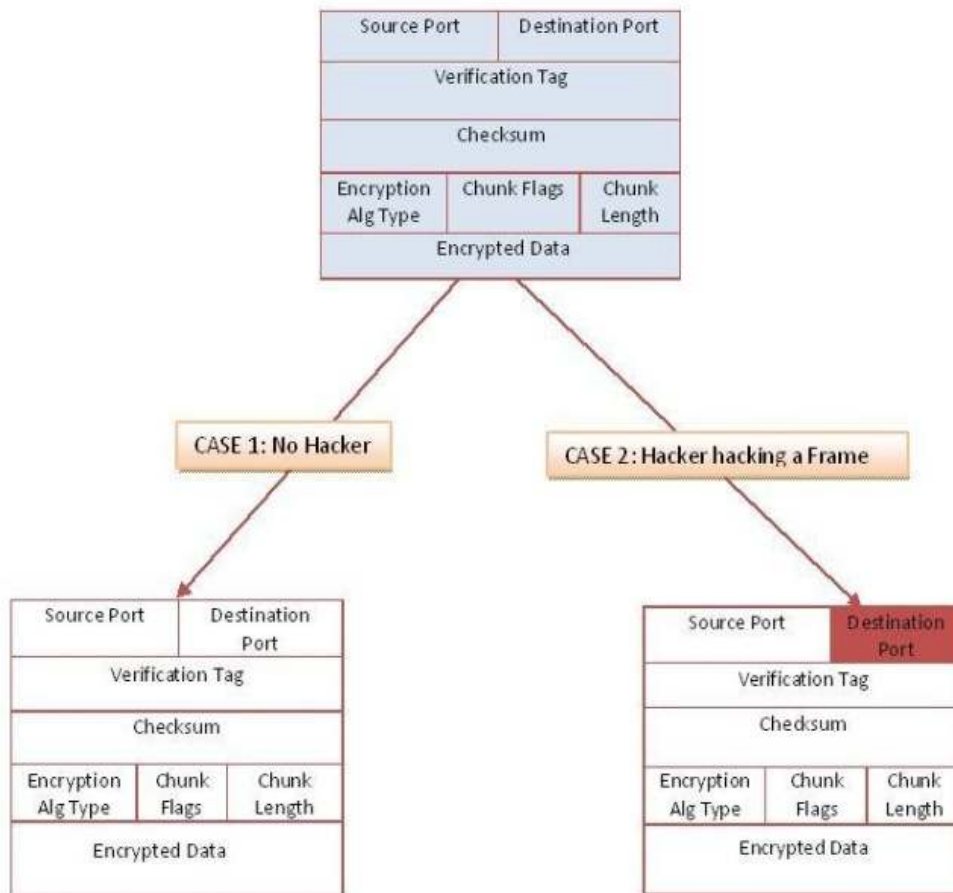 Source Port
Destination Port
Verification Tag
Checksum
Encryption
Alg Type
Chunk Flags
Chunk
Length
Encrypted Data
CASE 1: No Hacker
CASE 2: Hacker hacking a Frame
Source Port
Destination
Port
Verification Tag
Checksum
Encryption
Alg Type
Chunk
Flags
Chunk
Length
Encrypted Data
Source Port
Destination
Port
Verification Tag
Checksum
Encryption
Alg Type
Chunk
Flags
Chunk
Length
Encrypted Data